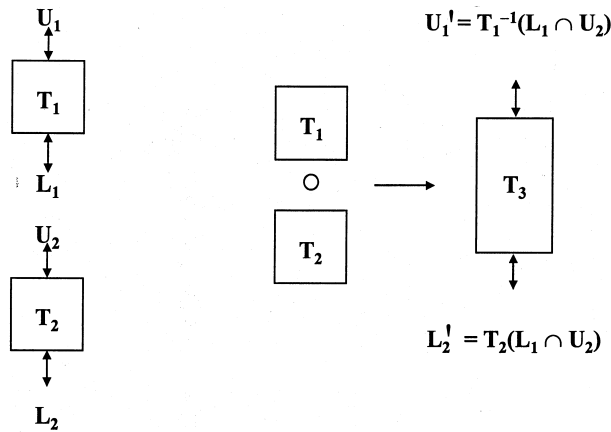 U₁
T₁
L₁
U₂
T₂
L₂
T₁
○
T₂
U₁' = T₁⁻¹(L₁ ∩ U₂)
T₃
L₂' = T₂(L₁ ∩ U₂)